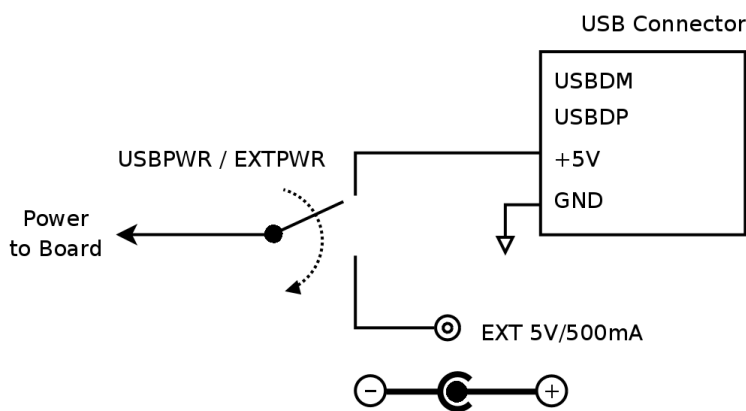 USB Connector
USBDM
USBDP
USBPWR / EXTPWR
+5V
GND
Power
to Board
EXT 5V/500mA
− +